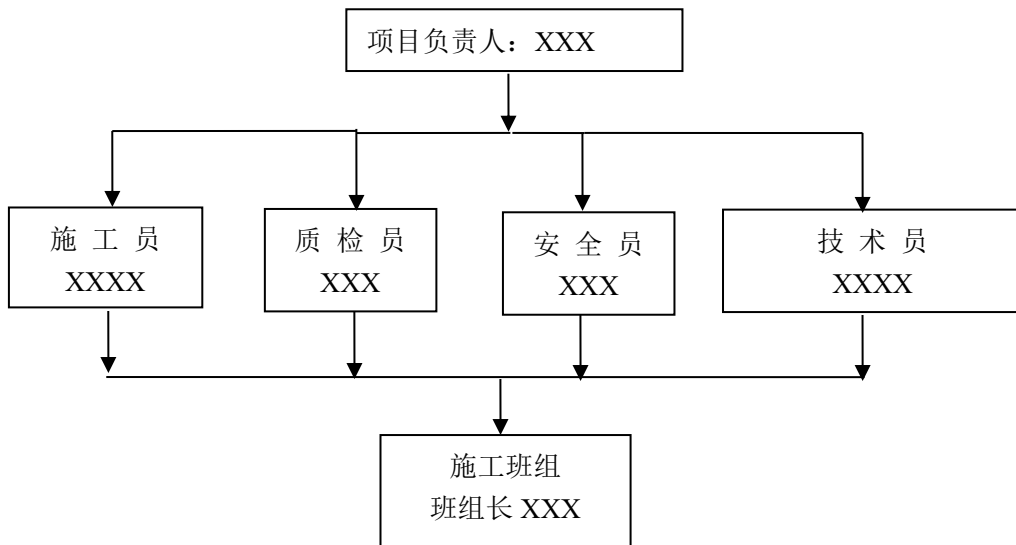 项目负责人：XXX
施 工 员
XXXX
质 检 员
XXX
安 全 员
XXX
技 术 员
XXXX
施工班组
班组长 XXX